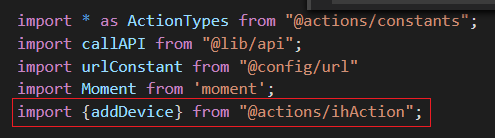 import * as ActionTypes from "@actions/constants";
import callAPI from "@lib/api";
import urlConstant from "@config/url"
import Moment from 'moment';
import {addDevice} from "@actions/ihAction";